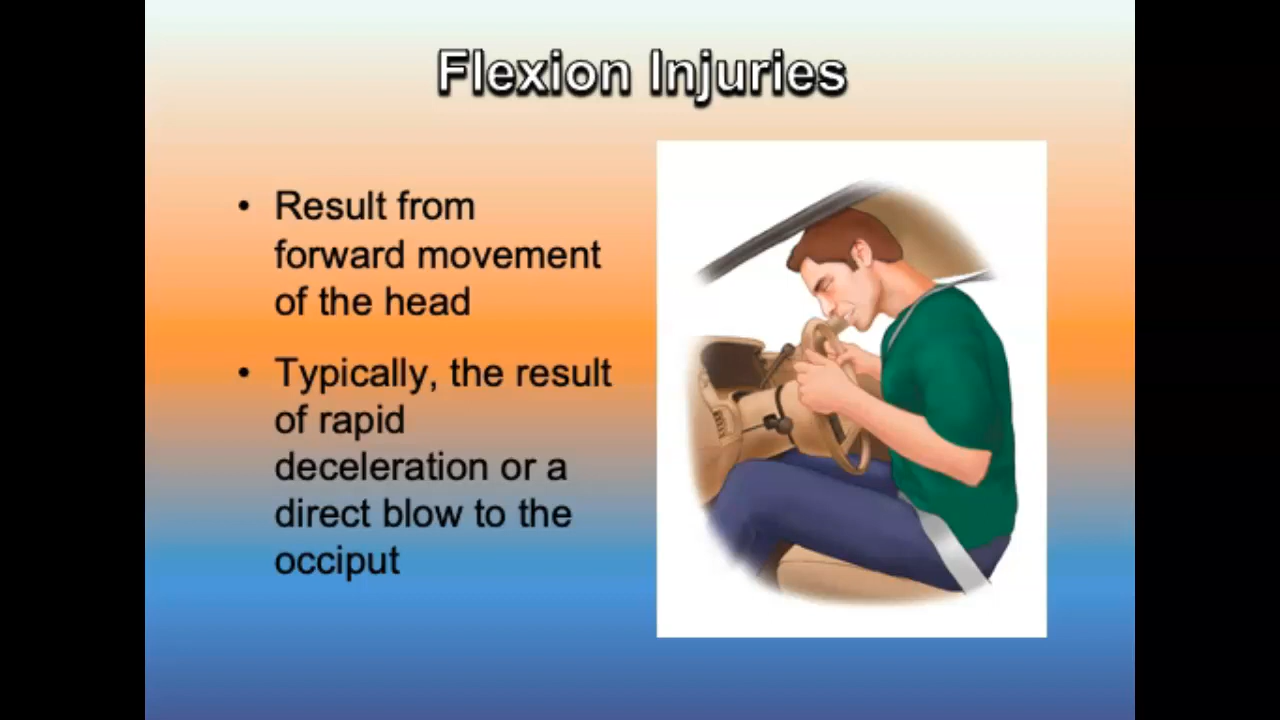 Flexion Injuries
• Result from
forward movement
of the head
• Typically, the result
of rapid
deceleration or a
direct blow to the
occiput